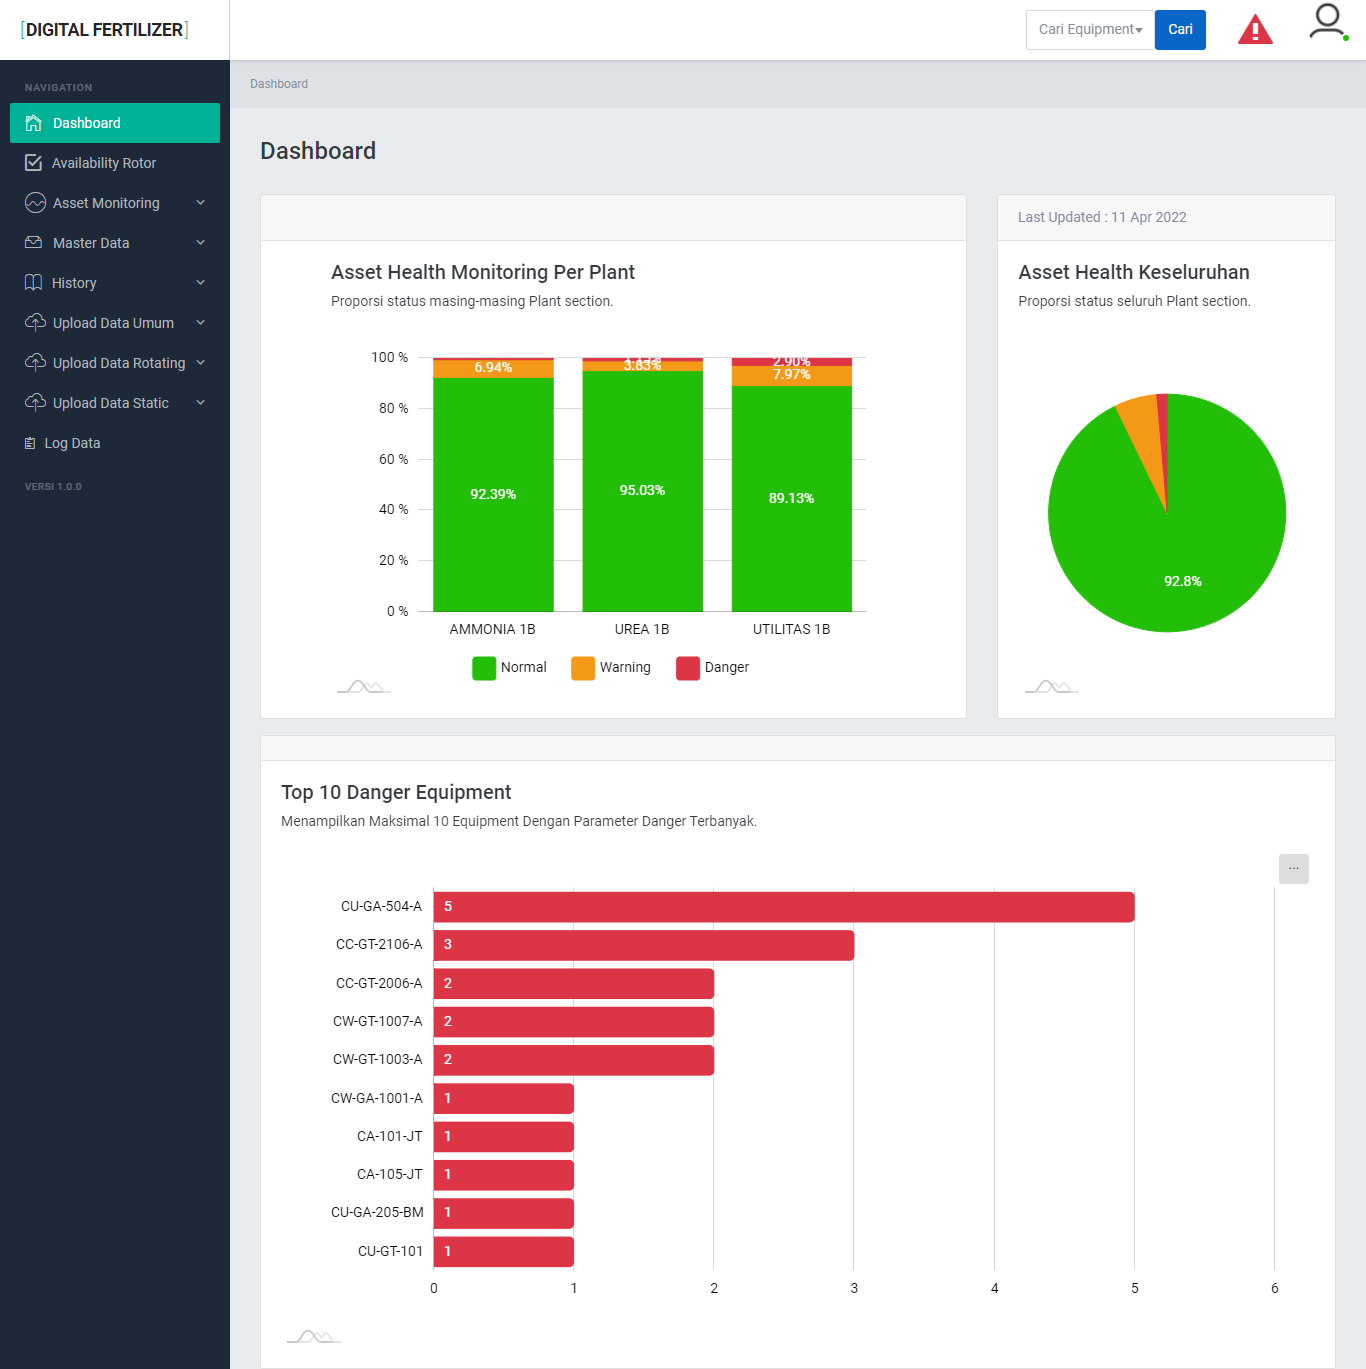 [DIGITAL FERTILIZER]
Cari Equipment
Cari
NAVIGATION
Dashboard
Availability Rotor
Asset Monitoring
Master Data
History
Upload Data Umum
Upload Data Rotating
Upload Data Static
Log Data
VERSI 1.0.0
Dashboard
Dashboard
Asset Health Monitoring Per Plant
Proporsi status masing-masing Plant section.
100 %
80 %
60 %
40 %
20 %
0 %
6.94%
3.83%
2.90%
7.97%
92.39%
95.03%
89.13%
AMMONIA 1B
UREA 1B
UTILITAS 1B
Normal
Warning
Danger
Last Updated : 11 Apr 2022
Asset Health Keseluruhan
Proporsi status seluruh Plant section.
92.8%
Top 10 Danger Equipment
Menampilkan Maksimal 10 Equipment Dengan Parameter Danger Terbanyak.
...
CU-GA-504-A 5
CC-GT-2106-A 3
CC-GT-2006-A 2
CW-GT-1007-A 2
CW-GT-1003-A 2
CW-GA-1001-A 1
CA-101-JT 1
CA-105-JT 1
CU-GA-205-BM 1
CU-GT-101 1
0 1 2 3 4 5 6